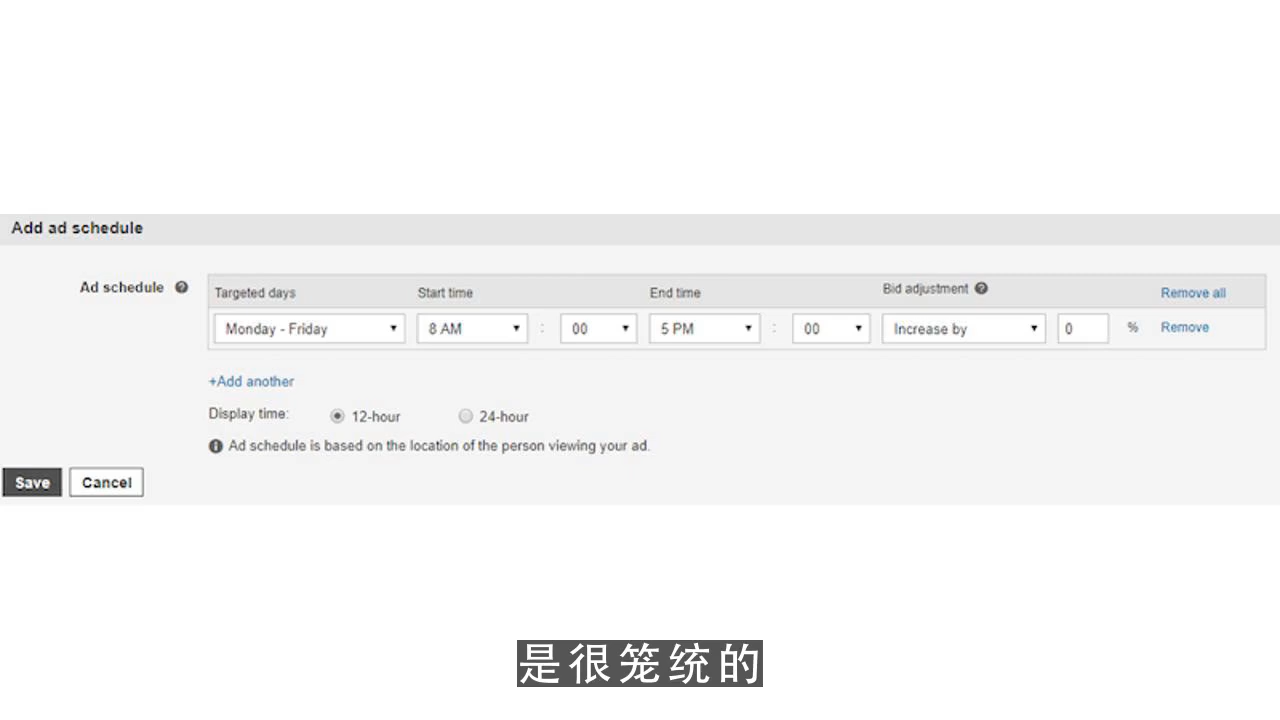 Add ad schedule
Ad schedule
Targeted days Start time End time Bid adjustment Remove all
Monday - Friday 8 AM : 00 5 PM : 00 Increase by 0 % Remove
+Add another
Display time: 12-hour 24-hour
Ad schedule is based on the location of the person viewing your ad.
Save Cancel
是很笼统的